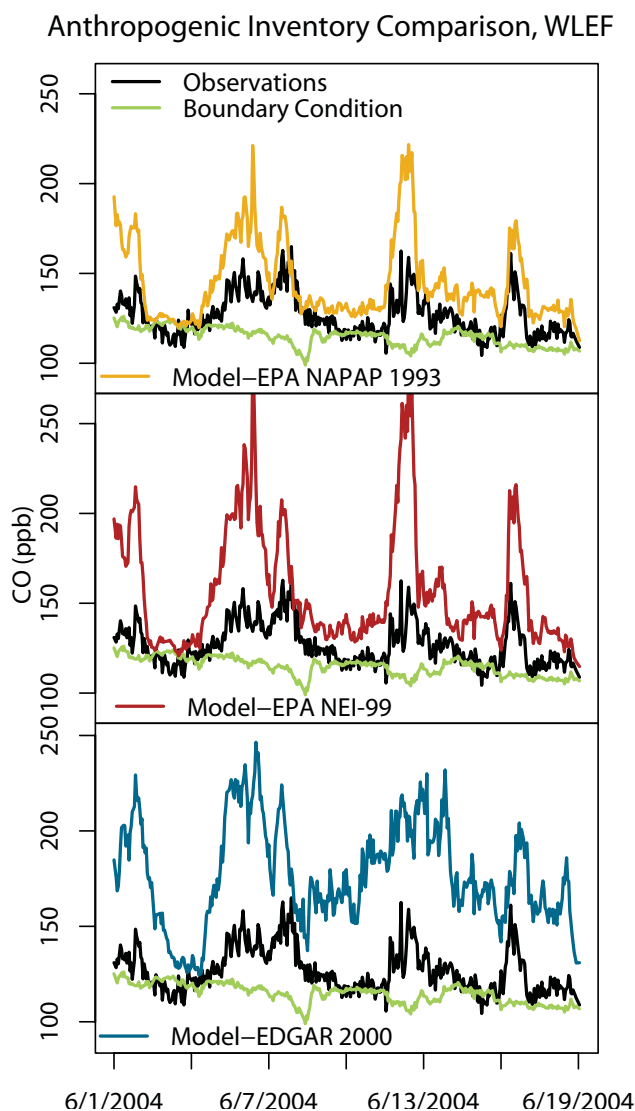 Anthropogenic Inventory Comparison, WLEF
Observations
Boundary Condition
250
200
150
100
Model−EPA NAPAP 1993
250
200
150
100
CO (ppb)
Model−EPA NEI-99
250
200
150
100
Model−EDGAR 2000
6/1/2004 6/7/2004 6/13/2004 6/19/2004